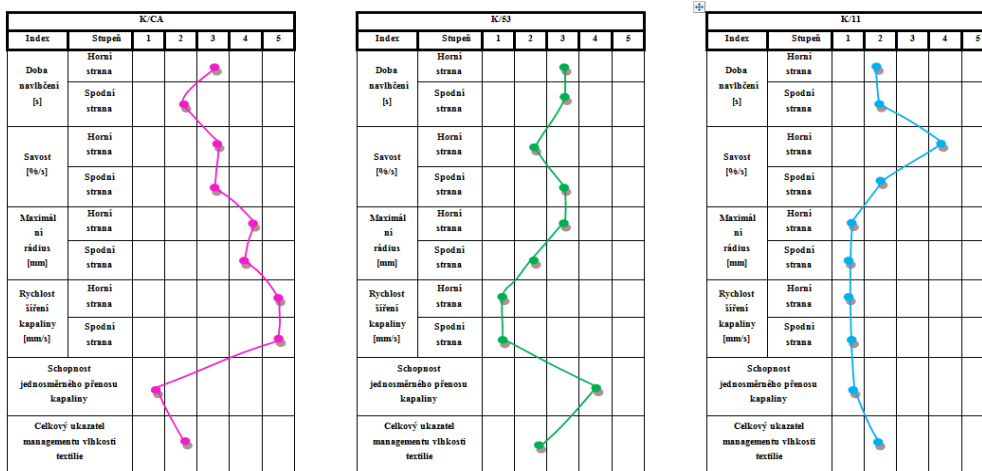 K/CA
Index Stupeň 1 2 3 4 5
Doba
navlhčení
[s]
Horní
strana
Spodní
strana
Savost
[%/s]
Horní
strana
Spodní
strana
Maximál
ní
rádius
[mm]
Horní
strana
Spodní
strana
Rychlost
šíření
kapaliny
[mm/s]
Horní
strana
Spodní
strana
Schopnost
jednosměrného přenosu
kapaliny
Celkový ukazatel
managementu vlhkosti
textilie
K/53
Index Stupeň 1 2 3 4 5
Doba
navlhčení
[s]
Horní
strana
Spodní
strana
Savost
[%/s]
Horní
strana
Spodní
strana
Maximál
ní
rádius
[mm]
Horní
strana
Spodní
strana
Rychlost
šíření
kapaliny
[mm/s]
Horní
strana
Spodní
strana
Schopnost
jednosměrného přenosu
kapaliny
Celkový ukazatel
managementu vlhkosti
textilie
K/11
Index Stupeň 1 2 3 4 5
Doba
navlhčení
[s]
Horní
strana
Spodní
strana
Savost
[%/s]
Horní
strana
Spodní
strana
Maximál
ní
rádius
[mm]
Horní
strana
Spodní
strana
Rychlost
šíření
kapaliny
[mm/s]
Horní
strana
Spodní
strana
Schopnost
jednosměrného přenosu
kapaliny
Celkový ukazatel
managementu vlhkosti
textilie